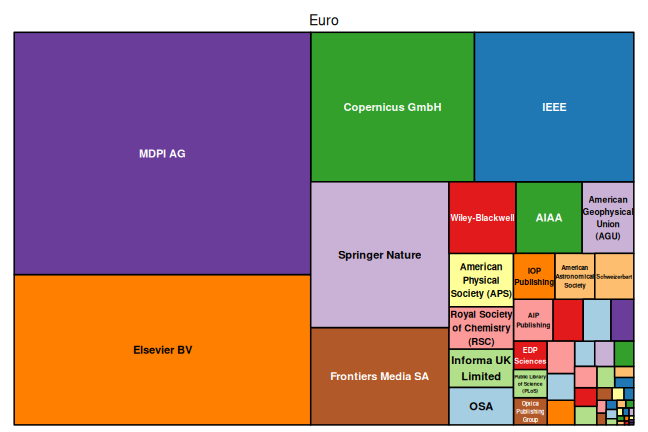 Euro
MDPI AG
Copernicus GmbH
IEEE
Wiley-Blackwell
AIAA
American
Geophysical
Union
(AGU)
Springer Nature
American
Physical
Society (APS)
IOP
Publishing
American
Astronomical
Society
Schweizerbart
Royal Society
of Chemistry
(RSC)
AIP
Publishing
Elsevier BV
Frontiers Media SA
Informa UK
Limited
EDP
Sciences
Public Library
of Science
(PLoS)
OSA
Optica
Publishing
Group